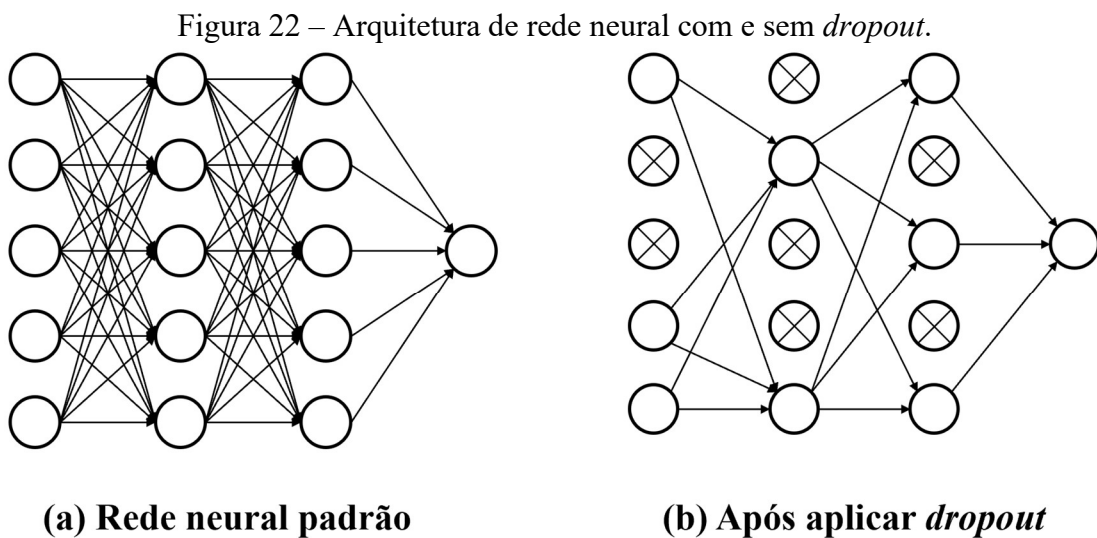 Figura 22 – Arquitetura de rede neural com e sem dropout.
(a) Rede neural padrão
(b) Após aplicar dropout